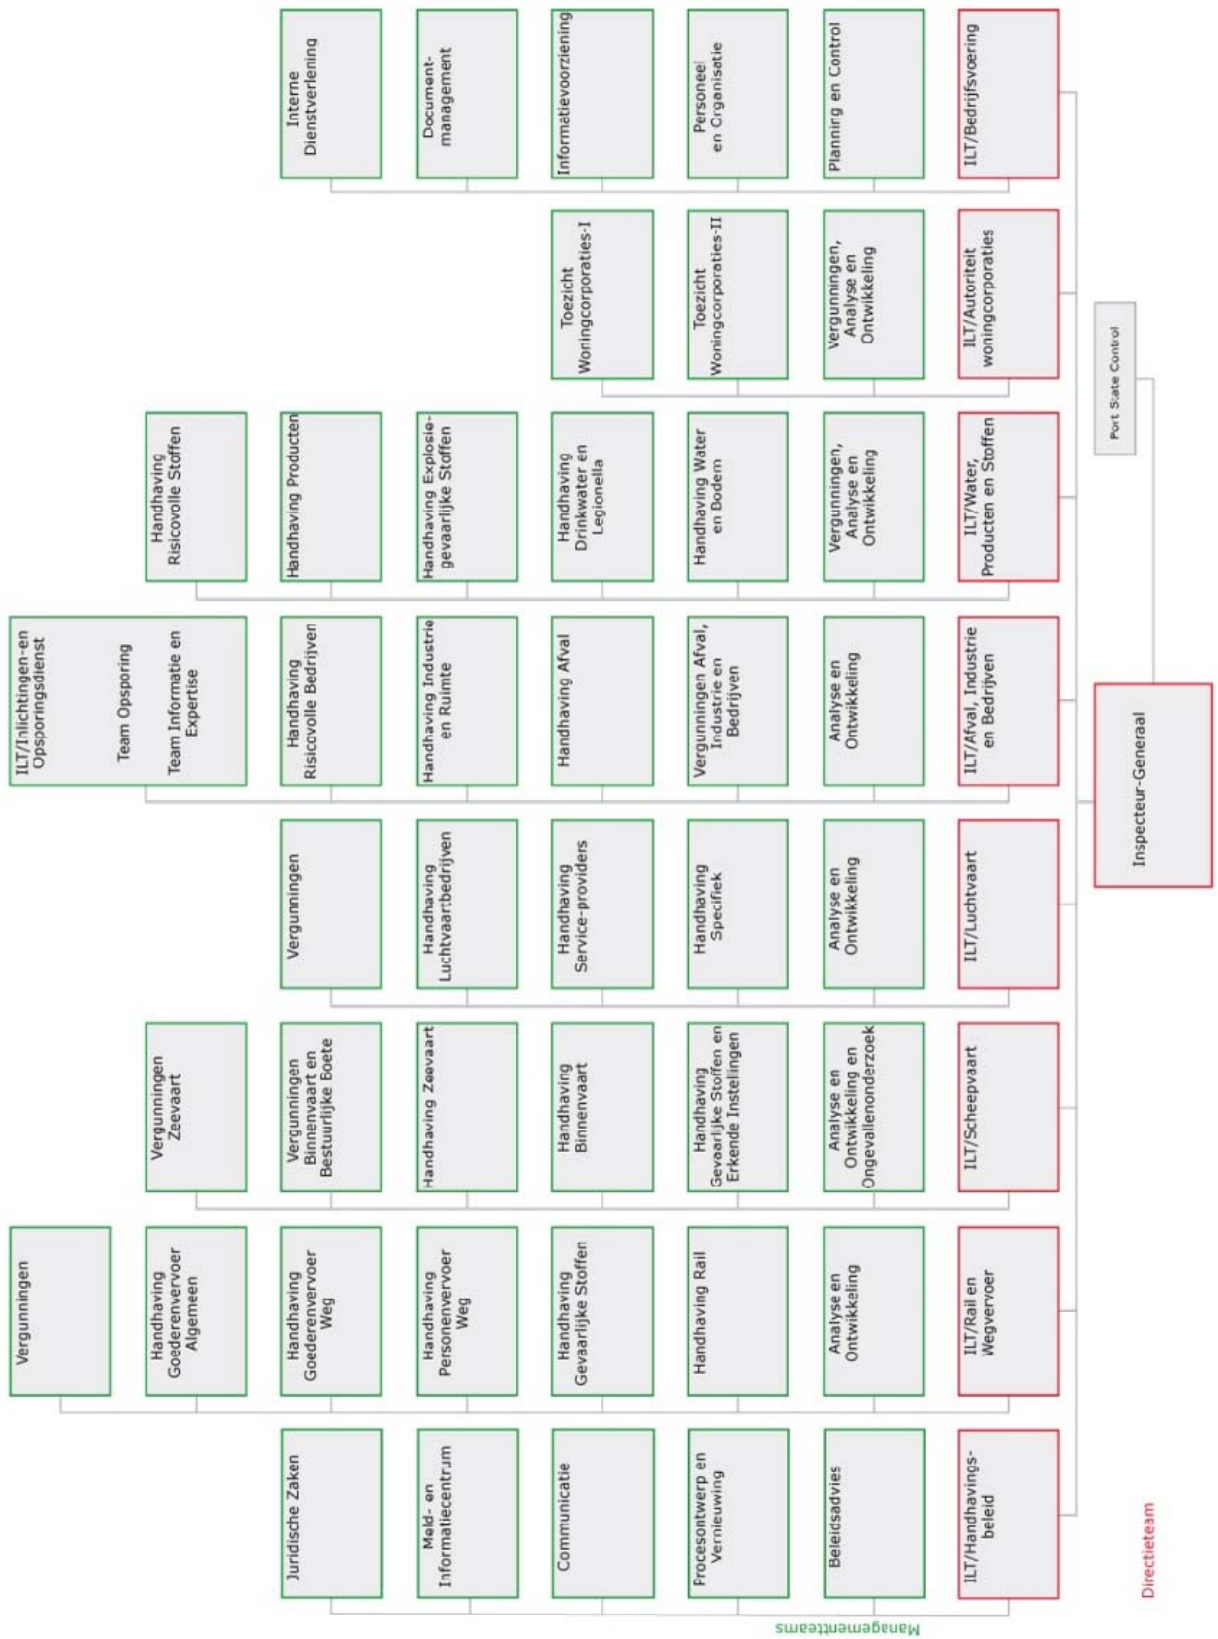 Directieteam
Managementteams
Inspecteur-Generaal
Port State Control
ILT/Handhavings-
beleid
Beleidsadvies
Procesontwerp en
Vernieuwing
Communicatie
Meld- en
Informatiecentrum
Juridische Zaken
ILT/Rail en
Wegvervoer
Analyse en
Ontwikkeling
Handhaving Rail
Handhaving
Gevaarlijke Stoffen
Handhaving
Personenvervoer
Weg
Handhaving
Goederenvervoer
Weg
Handhaving
Goederenvervoer
Algemeen
Vergunningen
ILT/Scheepvaart
Analyse en
Ontwikkeling en
Ongevallenonderzoek
Handhaving
Gevaarlijke Stoffen en
Erkende Instellingen
Handhaving
Binnenvaart
Handhaving Zeevaart
Vergunningen
Binnenvaart en
Bestuurlijke Boete
Vergunningen
Zeevaart
ILT/Luchtvaart
Analyse en
Ontwikkeling
Handhaving
Specifiek
Handhaving
Service-providers
Handhaving
Luchtvaartbedrijven
Vergunningen
ILT/Afval, Industrie
en Bedrijven
Analyse en
Ontwikkeling
Vergunningen Afval,
Industrie en
Bedrijven
Handhaving Afval
Handhaving Industrie
en Ruimte
Handhaving
Risicovolle Bedrijven
ILT/Inlichtingen-en
Opsporingsdienst
Team Opsporing
Team Informatie en
Expertise
ILT/Water,
Producten en Stoffen
Vergunningen,
Analyse en
Ontwikkeling
Handhaving Water
en Bodem
Handhaving
Drinkwater en
Legionella
Handhaving Explosie-
gevaarlijke Stoffen
Handhaving Producten
Handhaving
Risicovolle Stoffen
ILT/Autoriteit
woningcorporaties
Vergunningen,
Analyse en
Ontwikkeling
Toezicht
Woningcorporaties-II
Toezicht
Woningcorporaties-I
ILT/Bedrijfsvoering
Planning en Control
Personeel
en Organisatie
Informatievoorziening
Document-
management
Interne
Dienstverlening